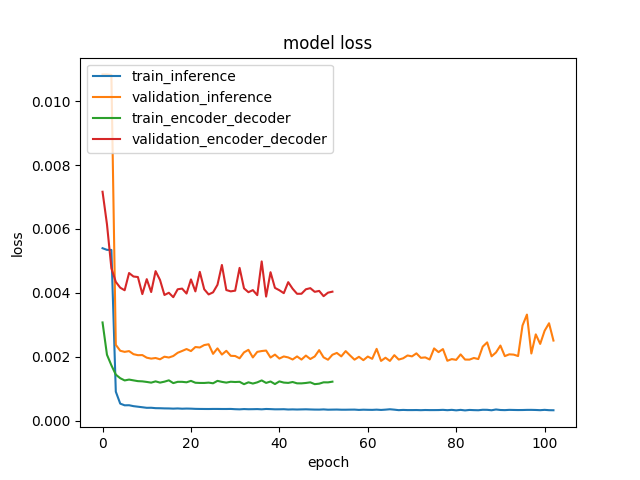 model loss
train_inference
validation_inference
train_encoder_decoder
validation_encoder_decoder
0.010
0.008
0.006
0.004
0.002
0.000
loss
0 20 40 60 80 100
epoch